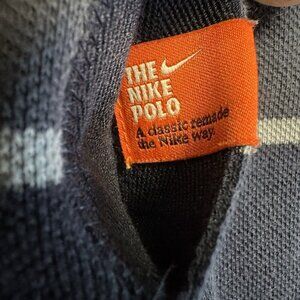 THE
NIKE
POLO
A classic remade
the Nike way.